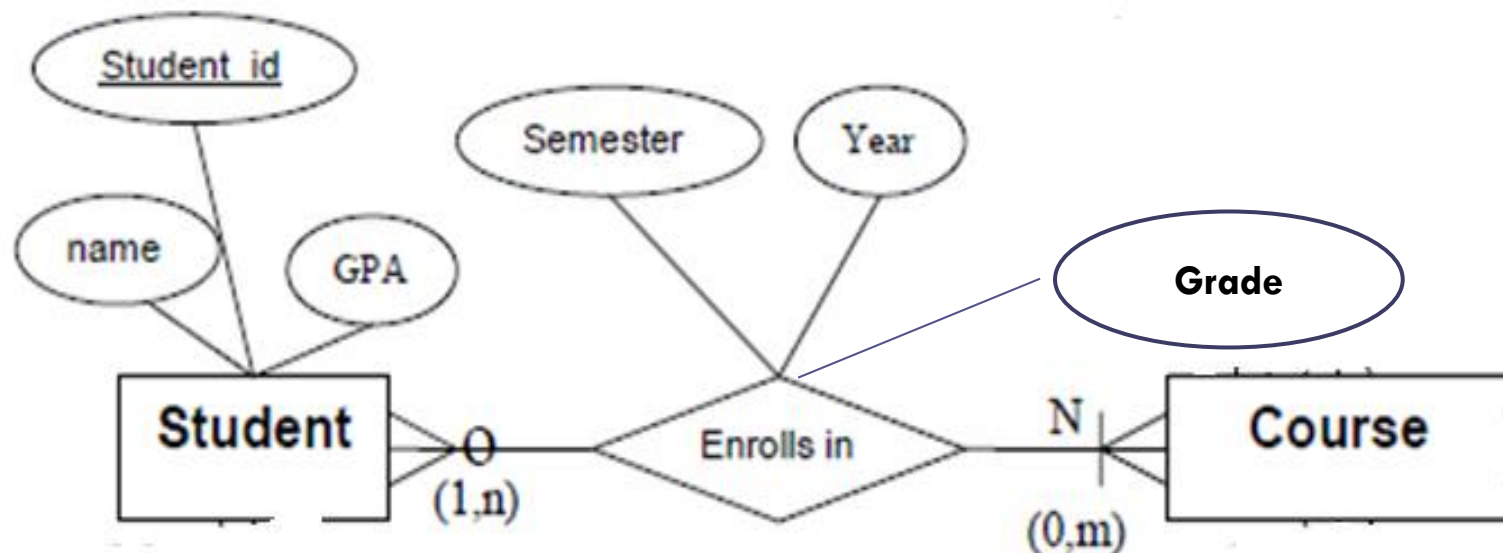 Student_id
Semester
Year
name
GPA
Grade
Student
O
(1,n)
Enrolls in
N
(0,m)
Course